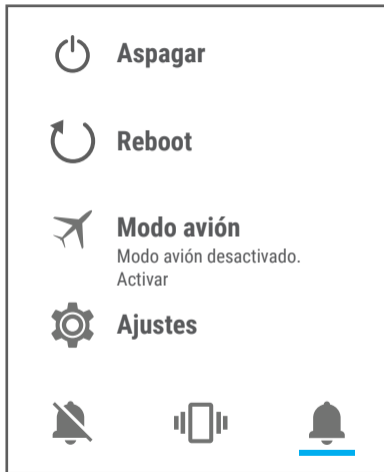 Aspagar
Reboot
Modo avión
Modo avión desactivado.
Activar
Ajustes